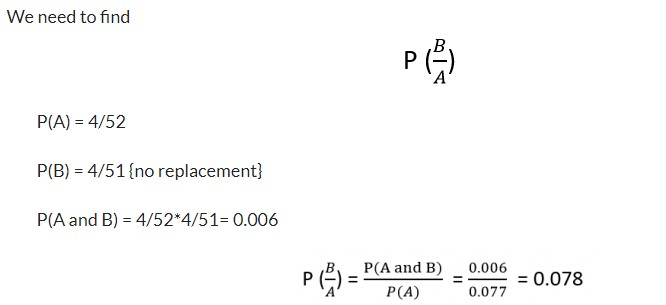 We need to find
P (B/A)
P(A) = 4/52
P(B) = 4/51 {no replacement}
P(A and B) = 4/52*4/51= 0.006
P (B/A) = P(A and B)/P(A) = 0.006/0.077 = 0.078